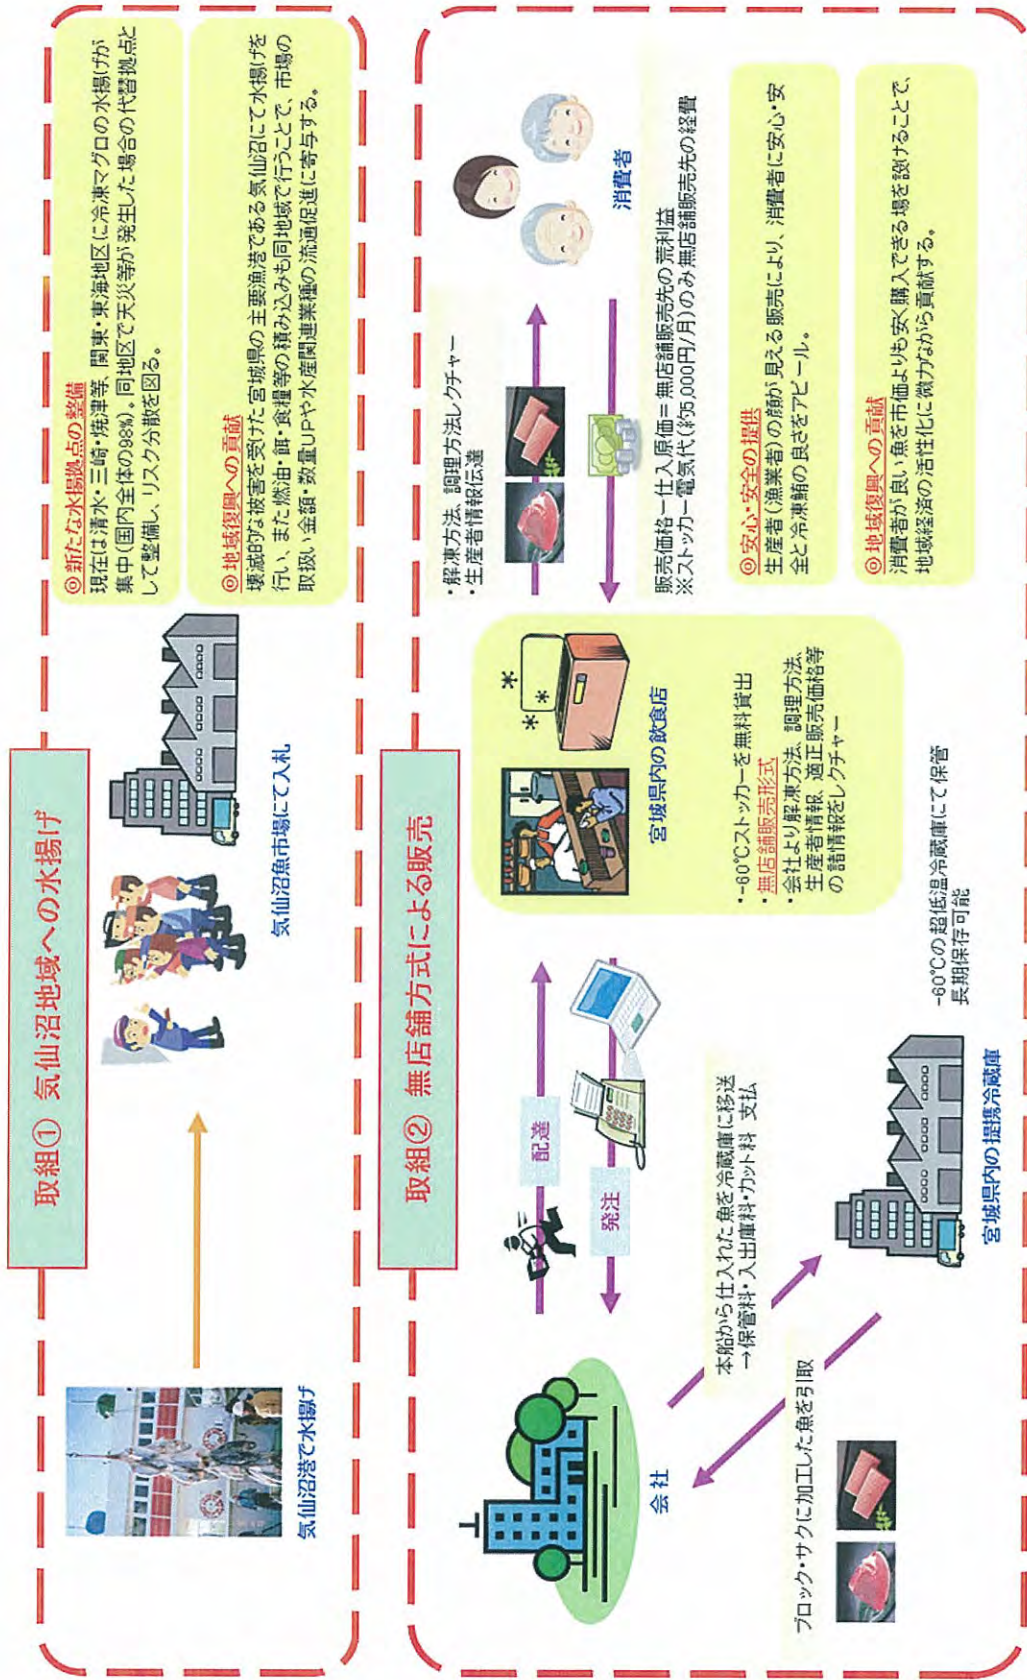 取組① 気仙沼地域への水揚げ
気仙沼港で水揚げ
気仙沼魚市場にて入札
◎新たな水揚拠点の整備
現在は清水・三崎・焼津等、関東・東海地区に冷凍マグロの水揚げが
集中(国内全体の98%)。同地区で天災等が発生した場合の代替拠点と
して整備し、リスク分散を図る。
◎地域復興への貢献
壊滅的な被害を受けた宮城県の主要漁港である気仙沼にて水揚げを
行い、また燃油・餌・食糧等の積み込みも同地域で行うことで、市場の
取扱い金額・数量UPや水産関連業種の流通促進に寄与する。
取組② 無店舗方式による販売
会社
配達
発注
本船から仕入れた魚を冷蔵庫に移送
→保管料・入出庫料・カット料 支払
ブロック・サクに加工した魚を引取
宮城県内の提携冷蔵庫
-60℃の超低温冷蔵庫にて保管
長期保存可能
宮城県内の飲食店
・-60℃ストッカーを無料貸出
・無店舗販売形式
・会社より解凍方法、調理方法、
生産者情報、適正販売価格等
の諸情報をレクチャー
・解凍方法、調理方法レクチャー
・生産者情報伝達
消費者
販売価格-仕入原価=無店舗販売先の荒利益
※ストッカー電気代(約5,000円/月)のみ無店舗販売先の経費
◎安心・安全の提供
生産者(漁業者)の顔が見える販売により、消費者に安心・安
全と冷凍鮪の良さをアピール。
◎地域復興への貢献
消費者が良い魚を市価よりも安く購入できる場を設けることで、
地域経済の活性化に微力ながら貢献する。